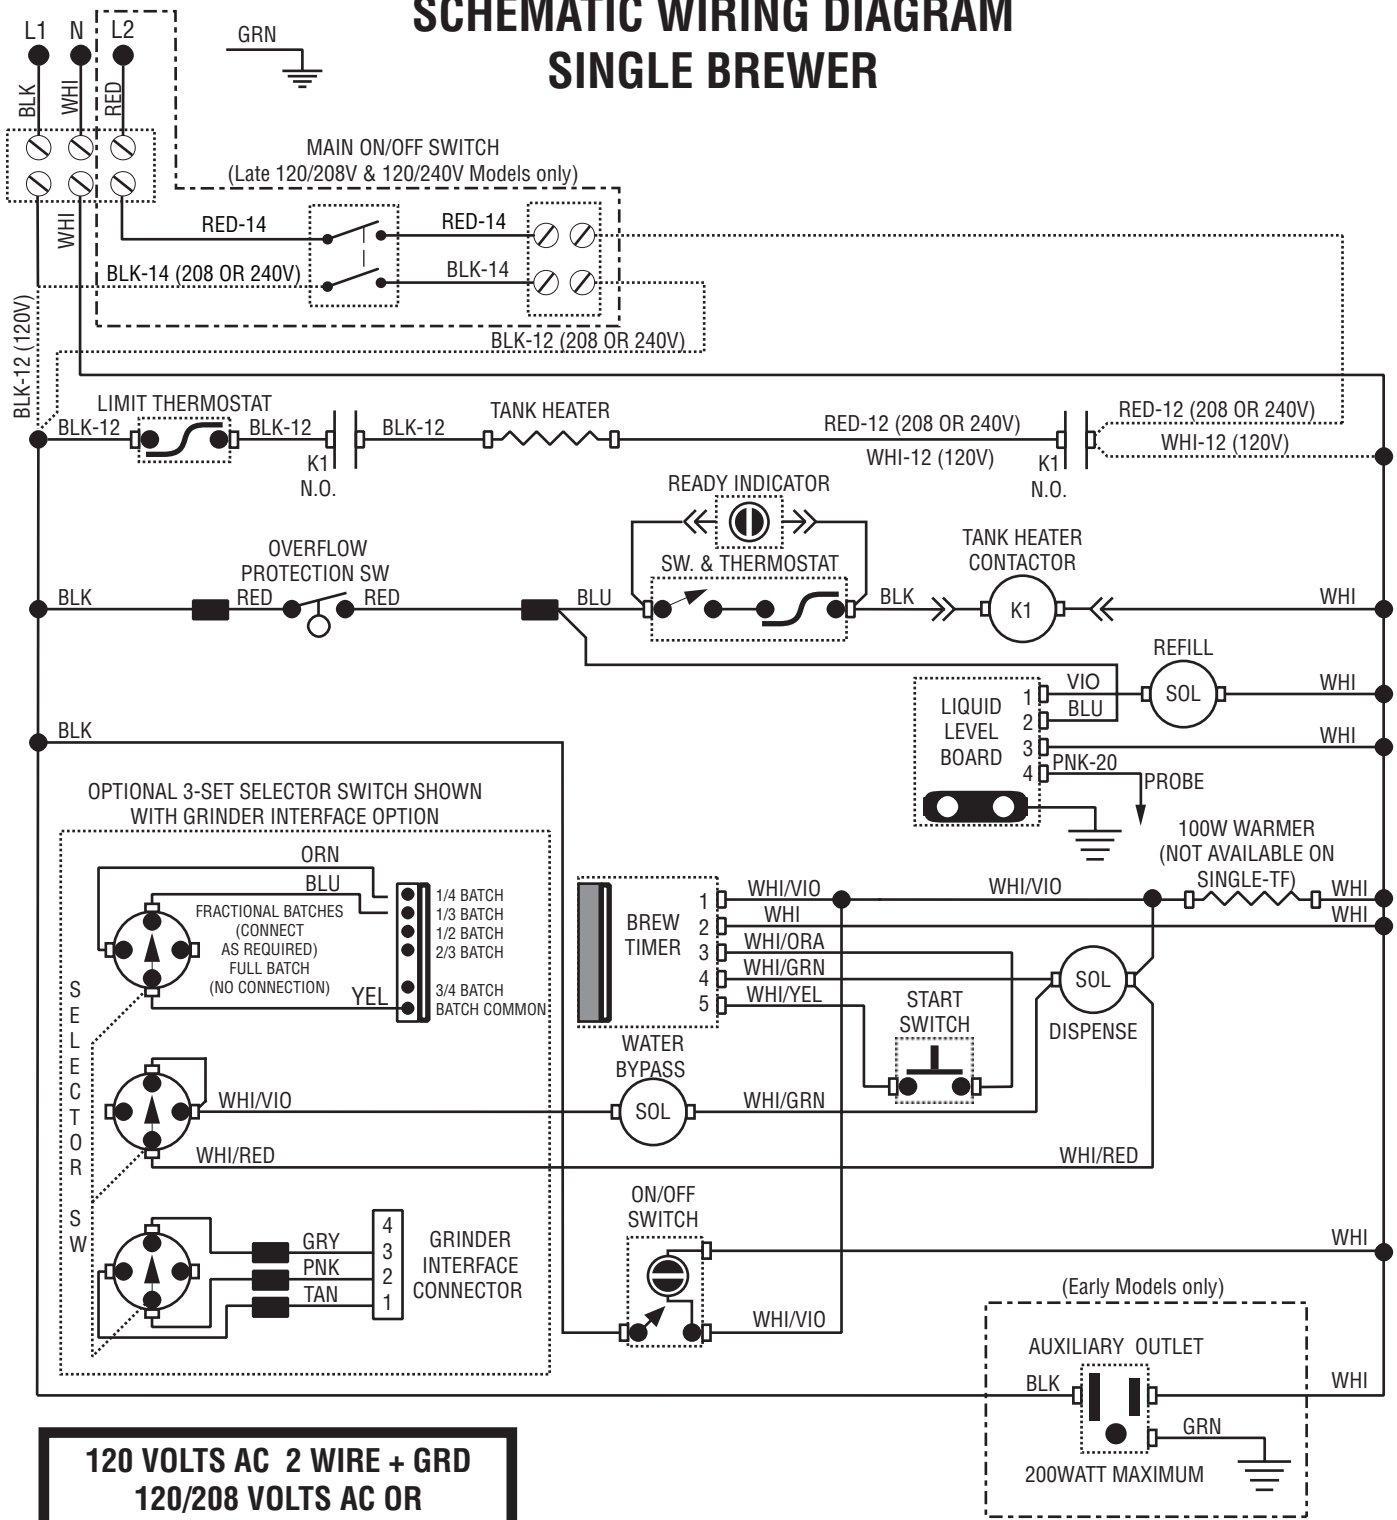 SCHEMATIC WIRING DIAGRAM
SINGLE BREWER
L1
N
L2
GRN
BLK
WHI
RED
MAIN ON/OFF SWITCH
(Late 120/208V & 120/240V Models only)
WHI
RED-14
RED-14
BLK-14 (208 OR 240V)
BLK-14
BLK-12 (120V)
BLK-12 (208 OR 240V)
LIMIT THERMOSTAT
BLK-12
BLK-12
K1
N.O.
BLK-12
TANK HEATER
RED-12 (208 OR 240V)
WHI-12 (120V)
K1
N.O.
RED-12 (208 OR 240V)
WHI-12 (120V)
READY INDICATOR
OVERFLOW
PROTECTION SW
SW. & THERMOSTAT
TANK HEATER
CONTACTOR
BLK
RED
RED
BLU
BLK
K1
WHI
REFILL
SOL
WHI
LIQUID
LEVEL
BOARD
1
2
3
4
VIO
BLU
WHI
PNK-20
PROBE
BLK
OPTIONAL 3-SET SELECTOR SWITCH SHOWN
WITH GRINDER INTERFACE OPTION
ORN
BLU
FRACTIONAL BATCHES
(CONNECT
AS REQUIRED)
FULL BATCH
(NO CONNECTION)
YEL
1/4 BATCH
1/3 BATCH
1/2 BATCH
2/3 BATCH
3/4 BATCH
BATCH COMMON
SELECTOR SW
100W WARMER
(NOT AVAILABLE ON
SINGLE-TF)
BREW
TIMER
1
2
3
4
5
WHI/VIO
WHI
WHI/ORA
WHI/GRN
WHI/YEL
WHI/VIO
WHI
WHI
START
SWITCH
SOL
DISPENSE
WATER
BYPASS
WHI/VIO
SOL
WHI/GRN
WHI/RED
WHI/RED
ON/OFF
SWITCH
GRY
PNK
TAN
4
3
2
1
GRINDER
INTERFACE
CONNECTOR
WHI
WHI/VIO
(Early Models only)
AUXILIARY OUTLET
BLK
WHI
GRN
200WATT MAXIMUM
120 VOLTS AC 2 WIRE + GRD
120/208 VOLTS AC OR